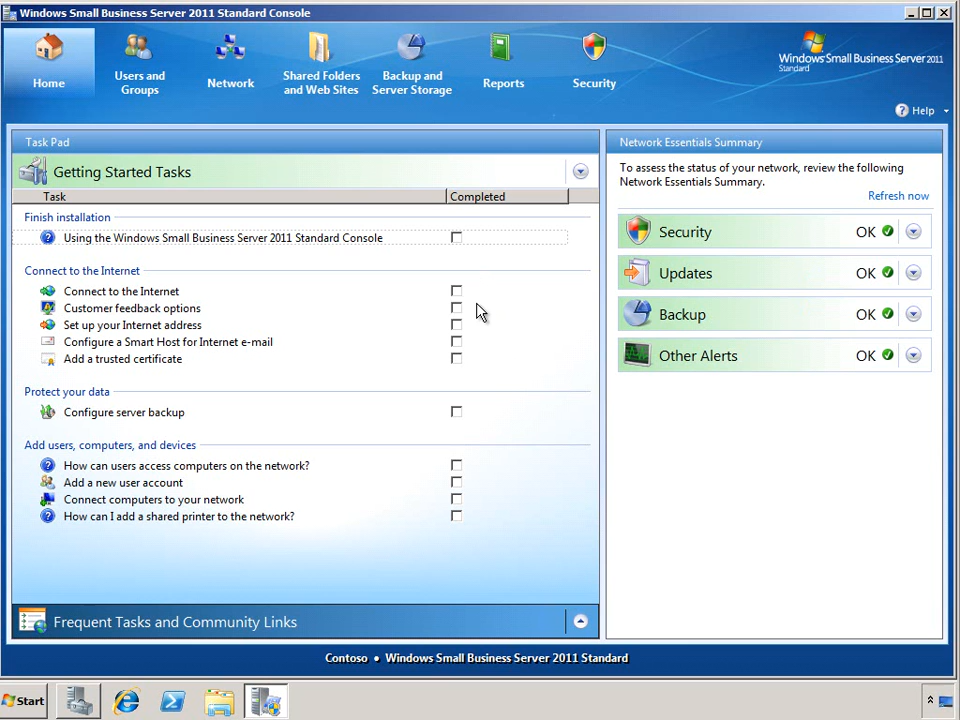 Windows Small Business Server 2011 Standard Console
Home
Users and
Groups
Network
Shared Folders
and Web Sites
Backup and
Server Storage
Reports
Security
Windows Small Business Server 2011
Standard
Help
Task Pad
Getting Started Tasks
Task Completed
Finish installation
Using the Windows Small Business Server 2011 Standard Console
Connect to the Internet
Connect to the Internet
Customer feedback options
Set up your Internet address
Configure a Smart Host for Internet e-mail
Add a trusted certificate
Protect your data
Configure server backup
Add users, computers, and devices
How can users access computers on the network?
Add a new user account
Connect computers to your network
How can I add a shared printer to the network?
Frequent Tasks and Community Links
Network Essentials Summary
To assess the status of your network, review the following
Network Essentials Summary.
Refresh now
Security OK
Updates OK
Backup OK
Other Alerts OK
Contoso • Windows Small Business Server 2011 Standard
Start